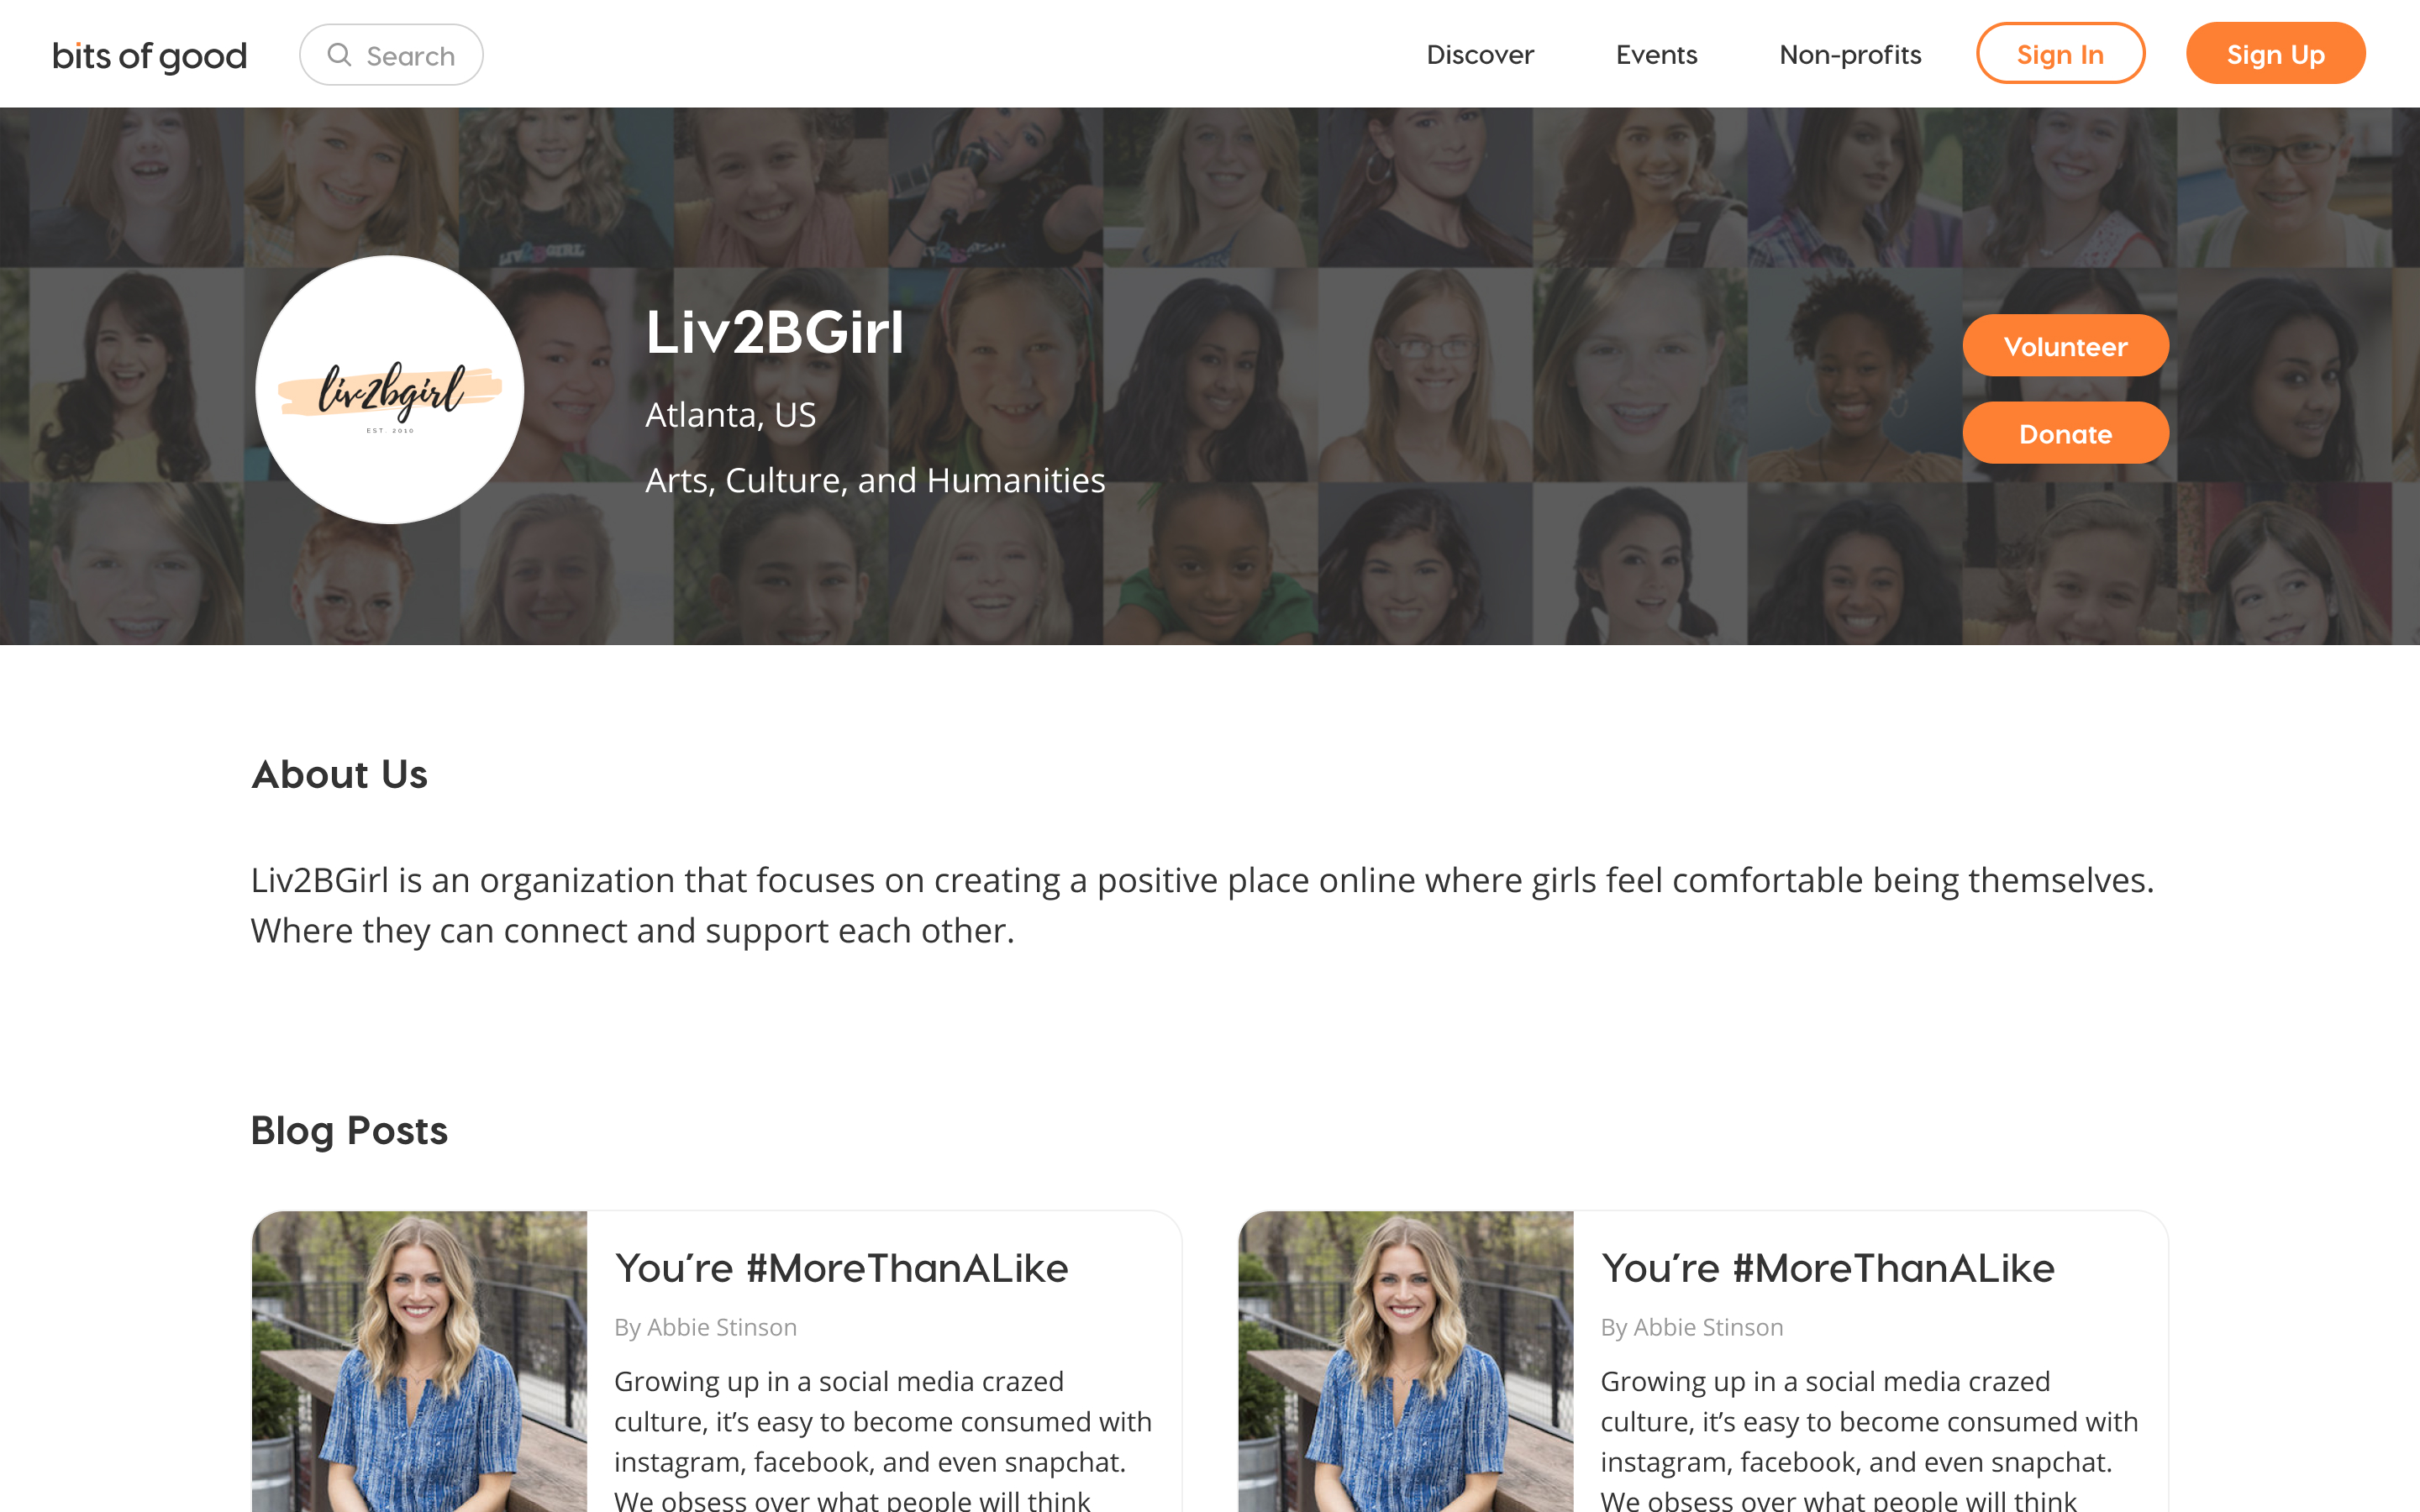 bits of good
Search
Discover
Events
Non-profits
Sign In
Sign Up
LIV2BGIRL
liv2bgirl
EST. 2010
Liv2BGirl
Atlanta, US
Arts, Culture, and Humanities
Volunteer
Donate
About Us
Liv2BGirl is an organization that focuses on creating a positive place online where girls feel comfortable being themselves.
Where they can connect and support each other.
Blog Posts
You’re #MoreThanALike
By Abbie Stinson
Growing up in a social media crazed
culture, it’s easy to become consumed with
instagram, facebook, and even snapchat.
We obsess over what people will think
You’re #MoreThanALike
By Abbie Stinson
Growing up in a social media crazed
culture, it’s easy to become consumed with
instagram, facebook, and even snapchat.
We obsess over what people will think